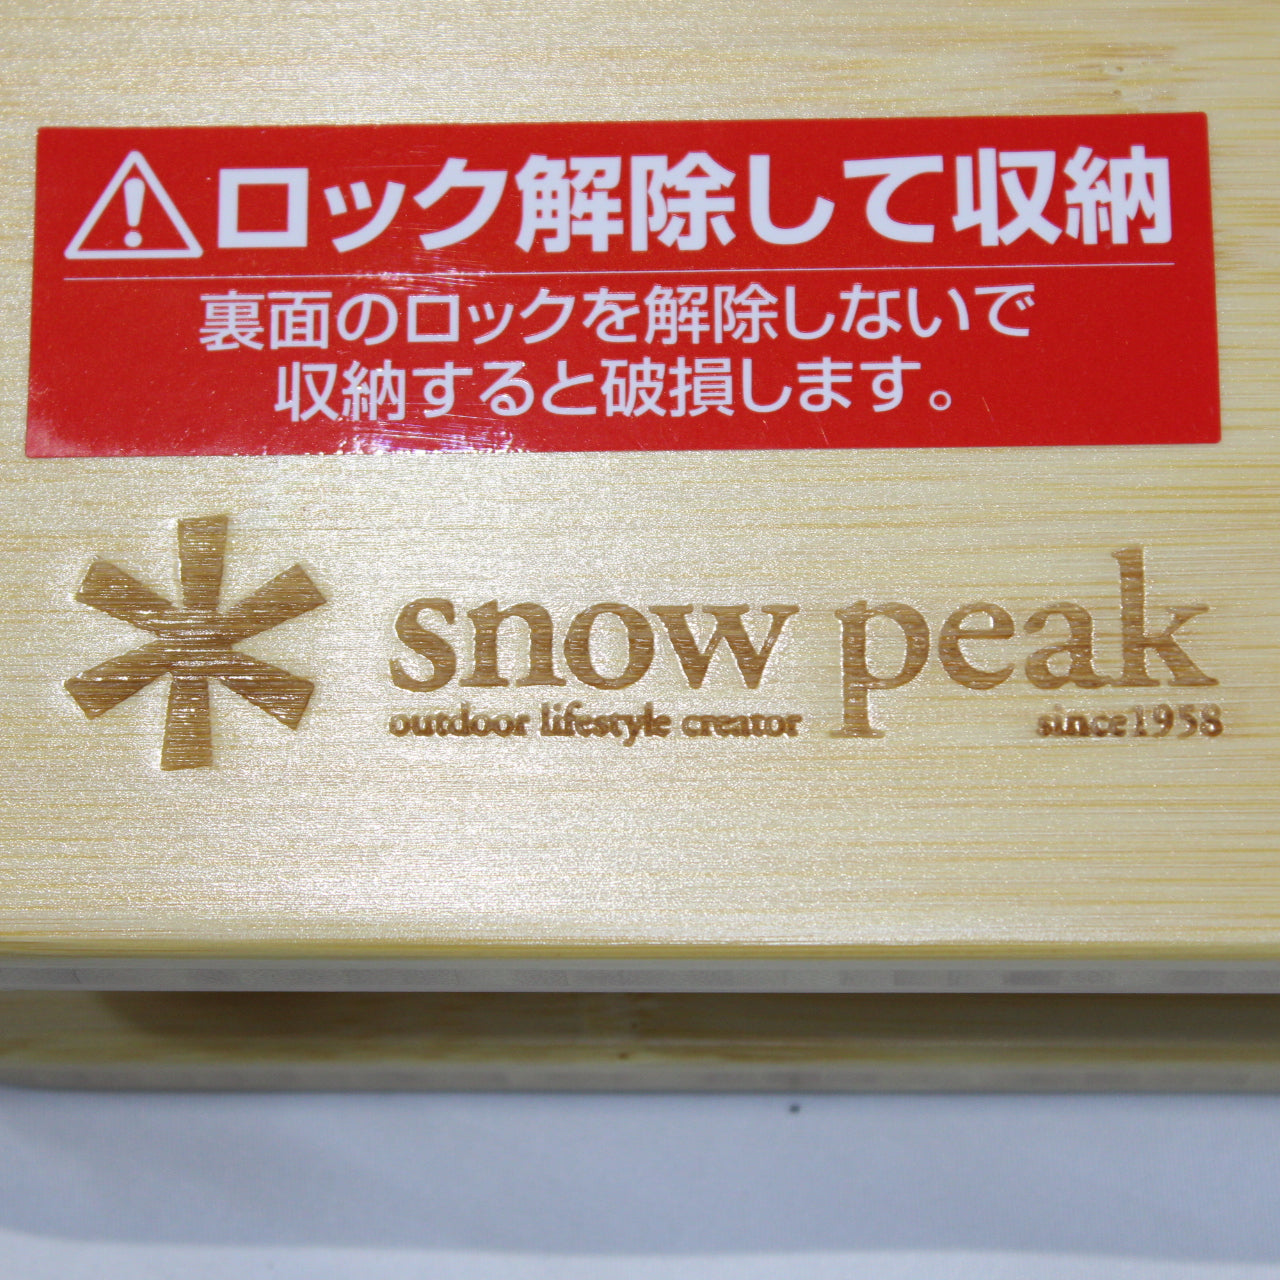 ロック解除して収納
裏面のロックを解除しないで
収納すると破損します。
snow peak
outdoor lifestyle creator
since1958